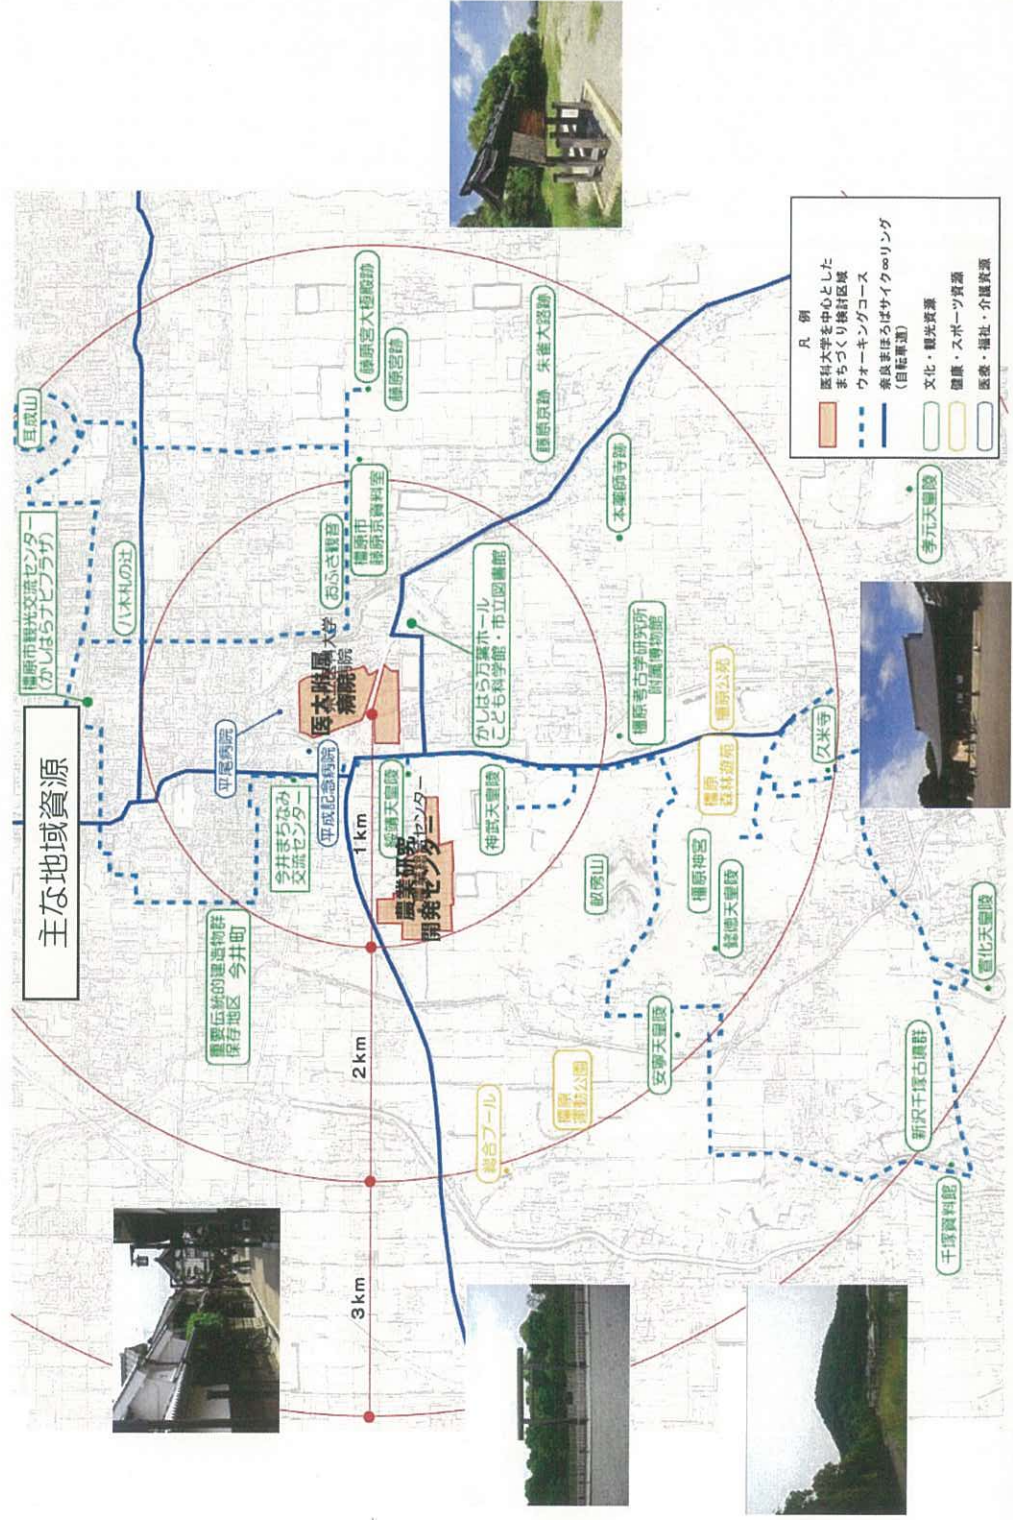 主な地域資源
橿原市観光交流センター
(かしはらナビプラザ)
耳成山
八木札の辻
平尾病院
今井まちなみ
交流センター
平成記念病院
重要伝統的建造物群
保存地区 今井町
医大附属
病院
おふさ観音
橿原市
藤原京資料室
藤原宮大極殿跡
藤原宮跡
綏靖天皇陵
農業研究
開発センター
1km
2km
3km
かしはら万葉ホール
こども科学館・市立図書館
神武天皇陵
藤原京跡 朱雀大路跡
本薬師寺跡
橿原考古学研究所
附属博物館
畝傍山
総合プール
橿原
運動公園
橿原公苑
橿原
森林遊苑
橿原神宮
懿徳天皇陵
安寧天皇陵
久米寺
孝元天皇陵
新沢千塚古墳群
千塚資料館
宣化天皇陵
凡 例
医科大学を中心とした
まちづくり検討区域
ウォーキングコース
奈良まほろばサイク∞リング
(自転車道)
文化・観光資源
健康・スポーツ資源
医療・福祉・介護資源